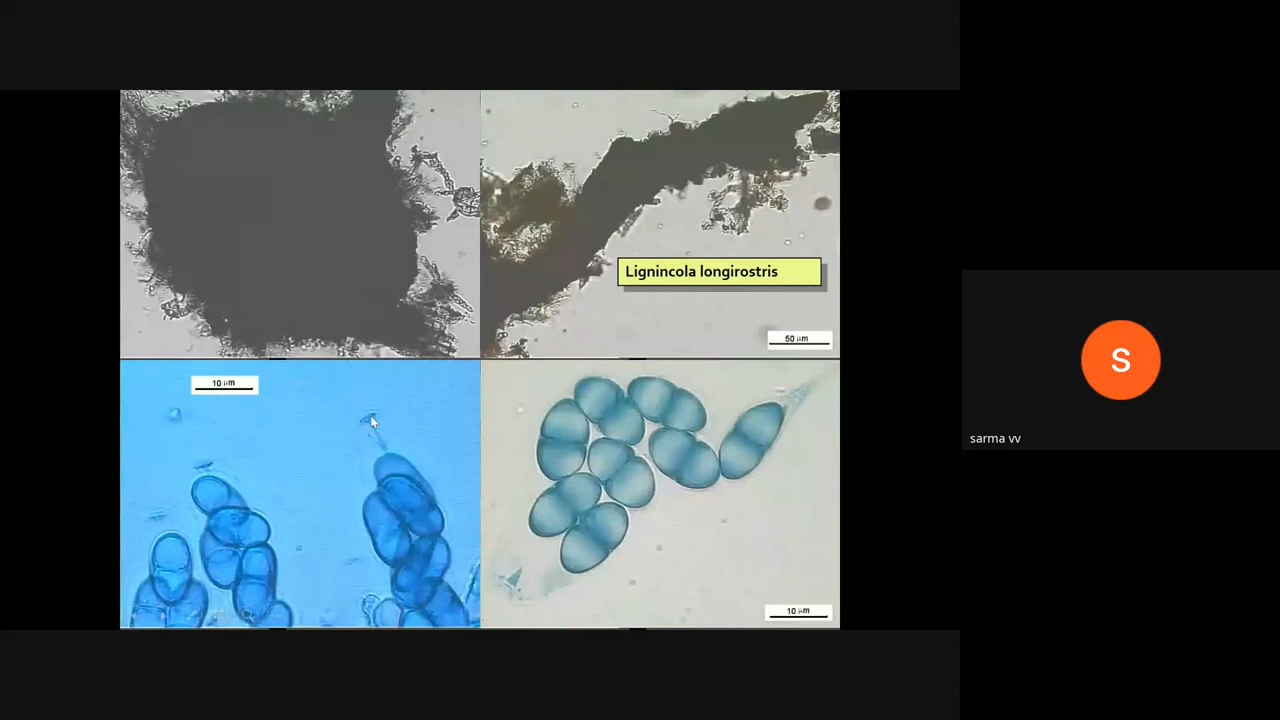 Lignincola longirostris
50 µm
10 µm
10 µm
S
sarma vv